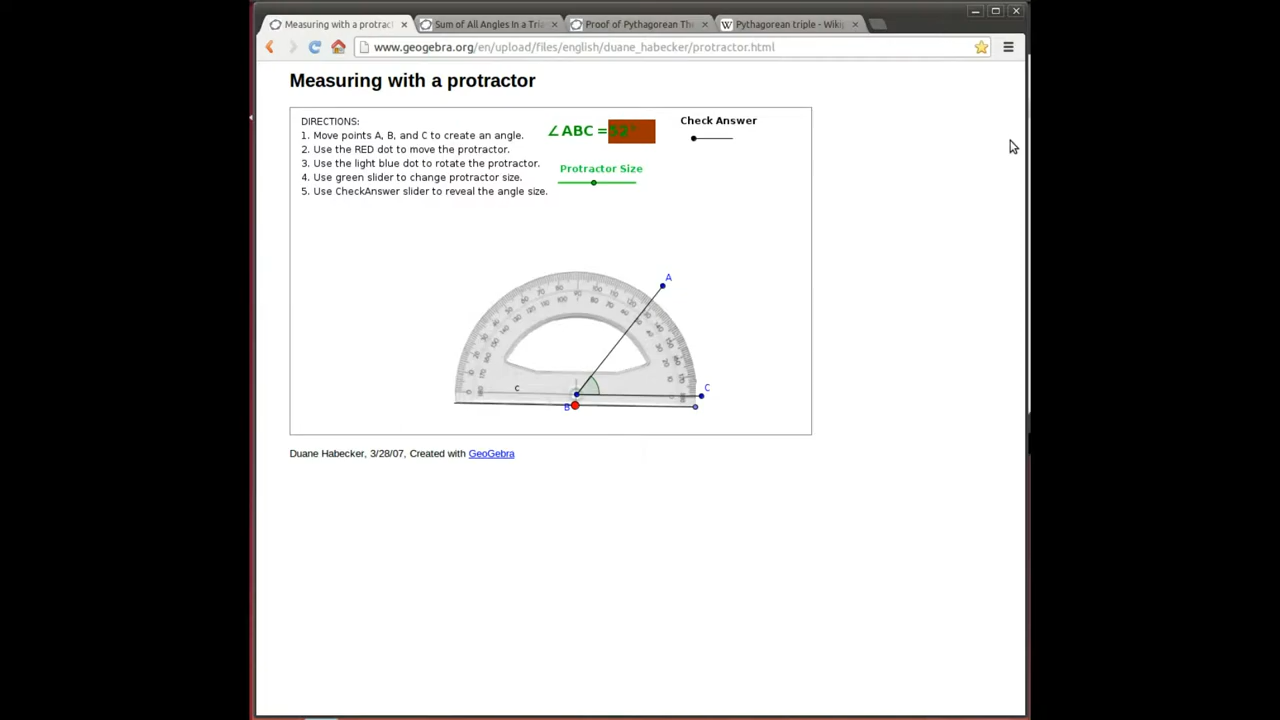 Measuring with a protract
Sum of All Angles In a Tria
Proof of Pythagorean The
Pythagorean triple - Wikip
www.geogebra.org/en/upload/files/english/duane_habecker/protractor.html
Measuring with a protractor
DIRECTIONS:
1. Move points A, B, and C to create an angle.
2. Use the RED dot to move the protractor.
3. Use the light blue dot to rotate the protractor.
4. Use green slider to change protractor size.
5. Use CheckAnswer slider to reveal the angle size.
∠ABC = 52°
Check Answer
Protractor Size
A
c
C
B
Duane Habecker, 3/28/07, Created with GeoGebra